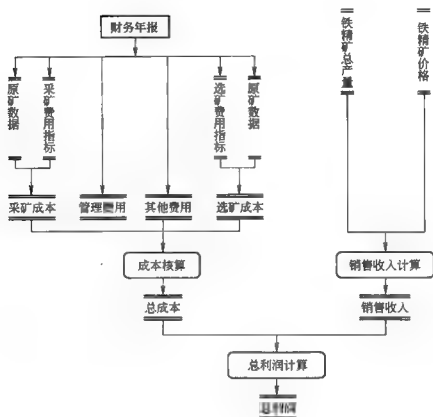 财务年报
原矿数据
采矿费用指标
选矿费用指标
原矿数据
铁精矿总产量
铁精矿价格
采矿成本
管理费用
其他费用
选矿成本
成本核算
销售收入计算
总成本
销售收入
总利润计算
总利润